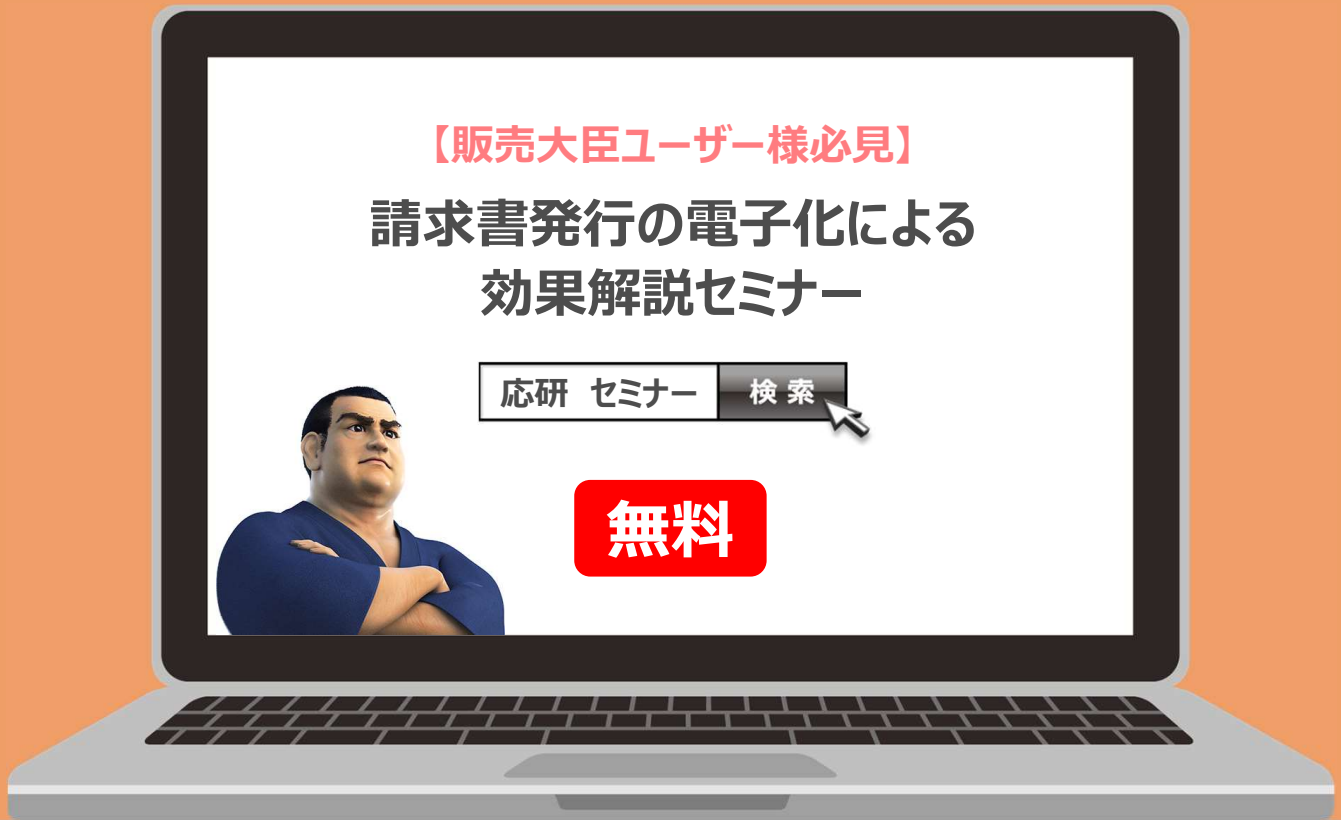 【販売大臣ユーザー様必見】
請求書発行の電子化による
効果解説セミナー
応研 セミナー 検索
無料